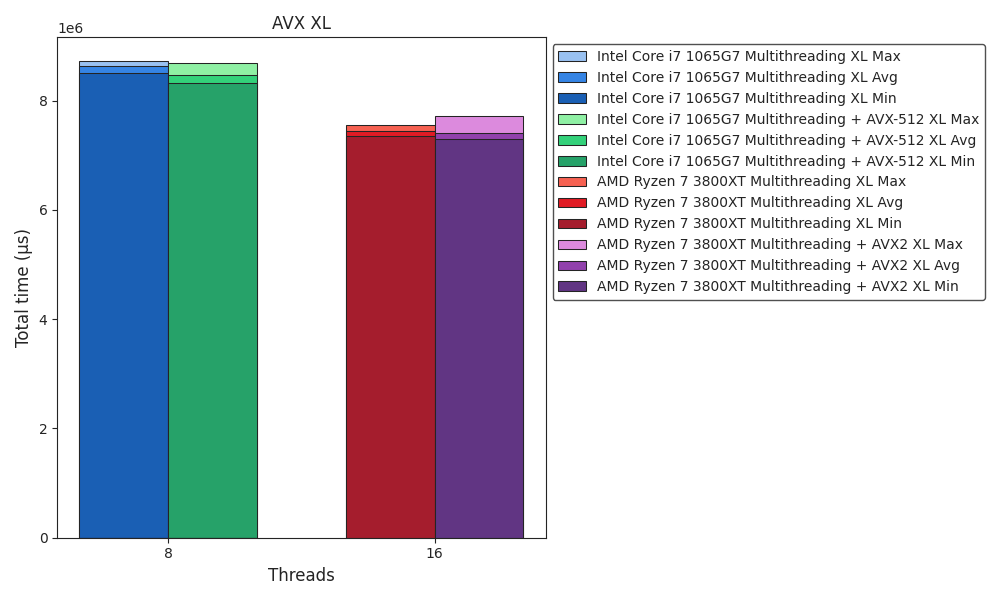 AVX XL
1e6
8
6
4
2
0
Total time (μs)
8
16
Threads
Intel Core i7 1065G7 Multithreading XL Max
Intel Core i7 1065G7 Multithreading XL Avg
Intel Core i7 1065G7 Multithreading XL Min
Intel Core i7 1065G7 Multithreading + AVX-512 XL Max
Intel Core i7 1065G7 Multithreading + AVX-512 XL Avg
Intel Core i7 1065G7 Multithreading + AVX-512 XL Min
AMD Ryzen 7 3800XT Multithreading XL Max
AMD Ryzen 7 3800XT Multithreading XL Avg
AMD Ryzen 7 3800XT Multithreading XL Min
AMD Ryzen 7 3800XT Multithreading + AVX2 XL Max
AMD Ryzen 7 3800XT Multithreading + AVX2 XL Avg
AMD Ryzen 7 3800XT Multithreading + AVX2 XL Min